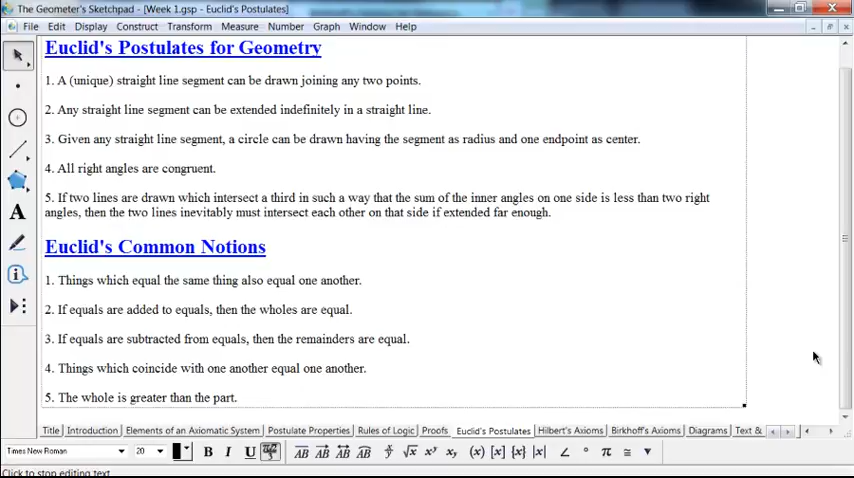 The Geometer's Sketchpad - [Week 1.gsp - Euclid's Postulates]
File Edit Display Construct Transform Measure Number Graph Window Help
Euclid's Postulates for Geometry
1. A (unique) straight line segment can be drawn joining any two points.
2. Any straight line segment can be extended indefinitely in a straight line.
3. Given any straight line segment, a circle can be drawn having the segment as radius and one endpoint as center.
4. All right angles are congruent.
5. If two lines are drawn which intersect a third in such a way that the sum of the inner angles on one side is less than two right
angles, then the two lines inevitably must intersect each other on that side if extended far enough.
Euclid's Common Notions
1. Things which equal the same thing also equal one another.
2. If equals are added to equals, then the wholes are equal.
3. If equals are subtracted from equals, then the remainders are equal.
4. Things which coincide with one another equal one another.
5. The whole is greater than the part.
Title Introduction Elements of an Axiomatic System Postulate Properties Rules of Logic Proofs Euclid's Postulates Hilbert's Axioms Birkhoff's Axioms Diagrams Text &
Times New Roman 20 B I U AB AB AB AB x/y √x xʸ xᵧ (x) [x] {x} |x| ∠ ° π ≅
Click to stop editing text